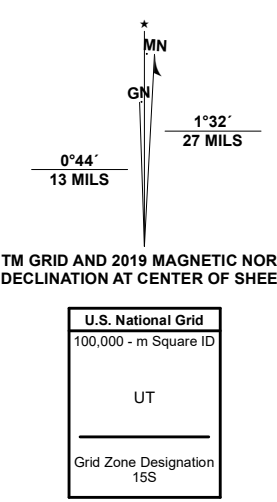 ★
MN
GN
1°32´
27 MILS
0°44´
13 MILS
TM GRID AND 2019 MAGNETIC NOR
DECLINATION AT CENTER OF SHEE
U.S. National Grid
100,000 - m Square ID
UT
Grid Zone Designation
15S